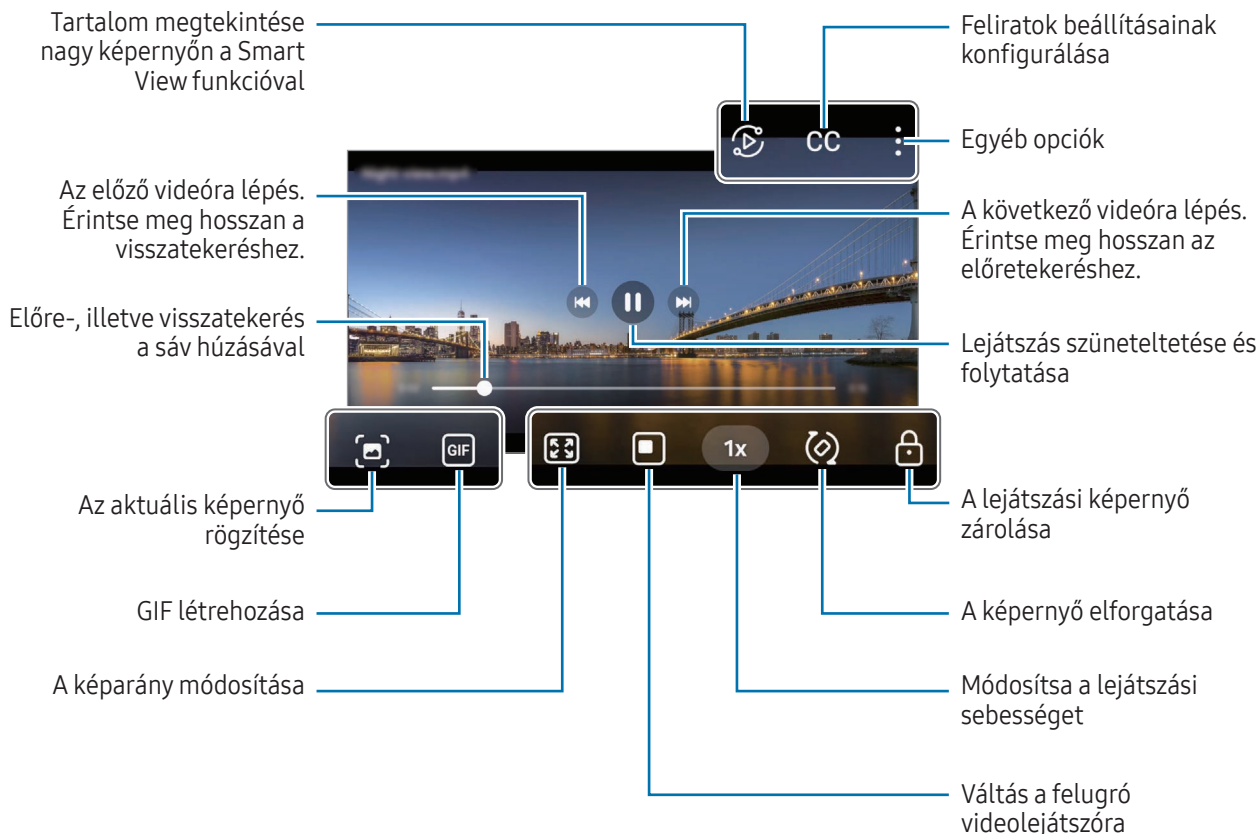 Tartalom megtekintése
nagy képernyőn a Smart
View funkcióval
Feliratok beállításainak
konfigurálása
CC
Egyéb opciók
Az előző videóra lépés.
Érintse meg hosszan a
visszatekeréshez.
A következő videóra lépés.
Érintse meg hosszan az
előretekeréshez.
Előre-, illetve visszatekerés
a sáv húzásával
Lejátszás szüneteltetése és
folytatása
GIF
1x
Az aktuális képernyő
rögzítése
A lejátszási képernyő
zárolása
GIF létrehozása
A képernyő elforgatása
A képarány módosítása
Módosítsa a lejátszási
sebességet
Váltás a felugró
videolejátszóra